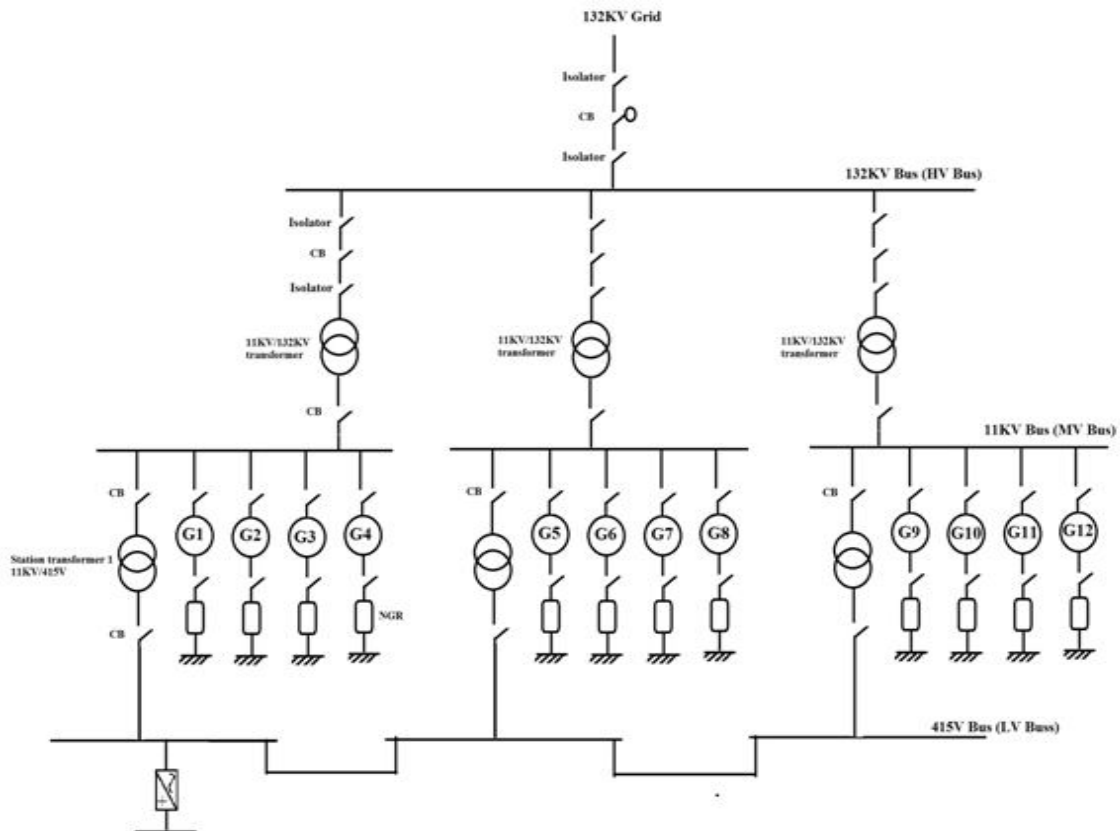 132KV Grid
Isolator
CB
Isolator
132KV Bus (HV Bus)
Isolator
CB
Isolator
11KV/132KV
transformer
11KV/132KV
transformer
11KV/132KV
transformer
CB
11KV Bus (MV Bus)
CB
CB
G1
G2
G3
G4
G5
G6
G7
G8
G9
G10
G11
G12
Station transformer 1
11KV/415V
NGR
CB
415V Bus (LV Buss)